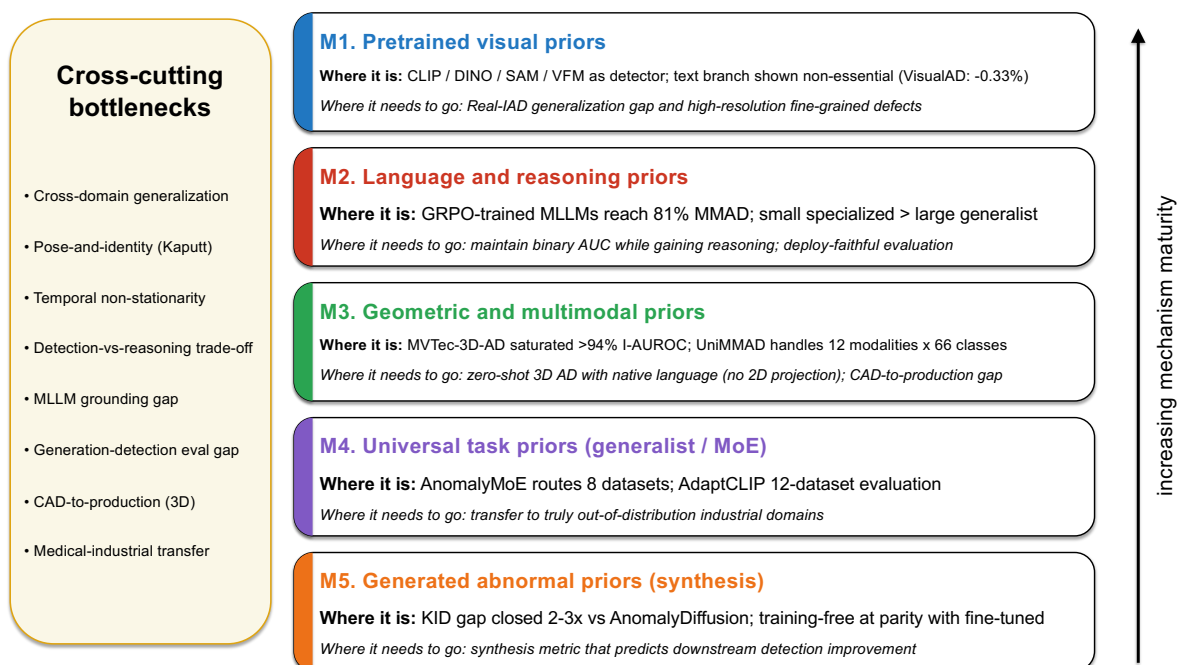 Cross-cutting
bottlenecks
• Cross-domain generalization
• Pose-and-identity (Kaputt)
• Temporal non-stationarity
• Detection-vs-reasoning trade-off
• MLLM grounding gap
• Generation-detection eval gap
• CAD-to-production (3D)
• Medical-industrial transfer
M1. Pretrained visual priors
Where it is: CLIP / DINO / SAM / VFM as detector; text branch shown non-essential (VisualAD: -0.33%)
Where it needs to go: Real-IAD generalization gap and high-resolution fine-grained defects
M2. Language and reasoning priors
Where it is: GRPO-trained MLLMs reach 81% MMAD; small specialized > large generalist
Where it needs to go: maintain binary AUC while gaining reasoning; deploy-faithful evaluation
M3. Geometric and multimodal priors
Where it is: MVTec-3D-AD saturated >94% I-AUROC; UniMMAD handles 12 modalities x 66 classes
Where it needs to go: zero-shot 3D AD with native language (no 2D projection); CAD-to-production gap
M4. Universal task priors (generalist / MoE)
Where it is: AnomalyMoE routes 8 datasets; AdaptCLIP 12-dataset evaluation
Where it needs to go: transfer to truly out-of-distribution industrial domains
M5. Generated abnormal priors (synthesis)
Where it is: KID gap closed 2-3x vs AnomalyDiffusion; training-free at parity with fine-tuned
Where it needs to go: synthesis metric that predicts downstream detection improvement
increasing mechanism maturity